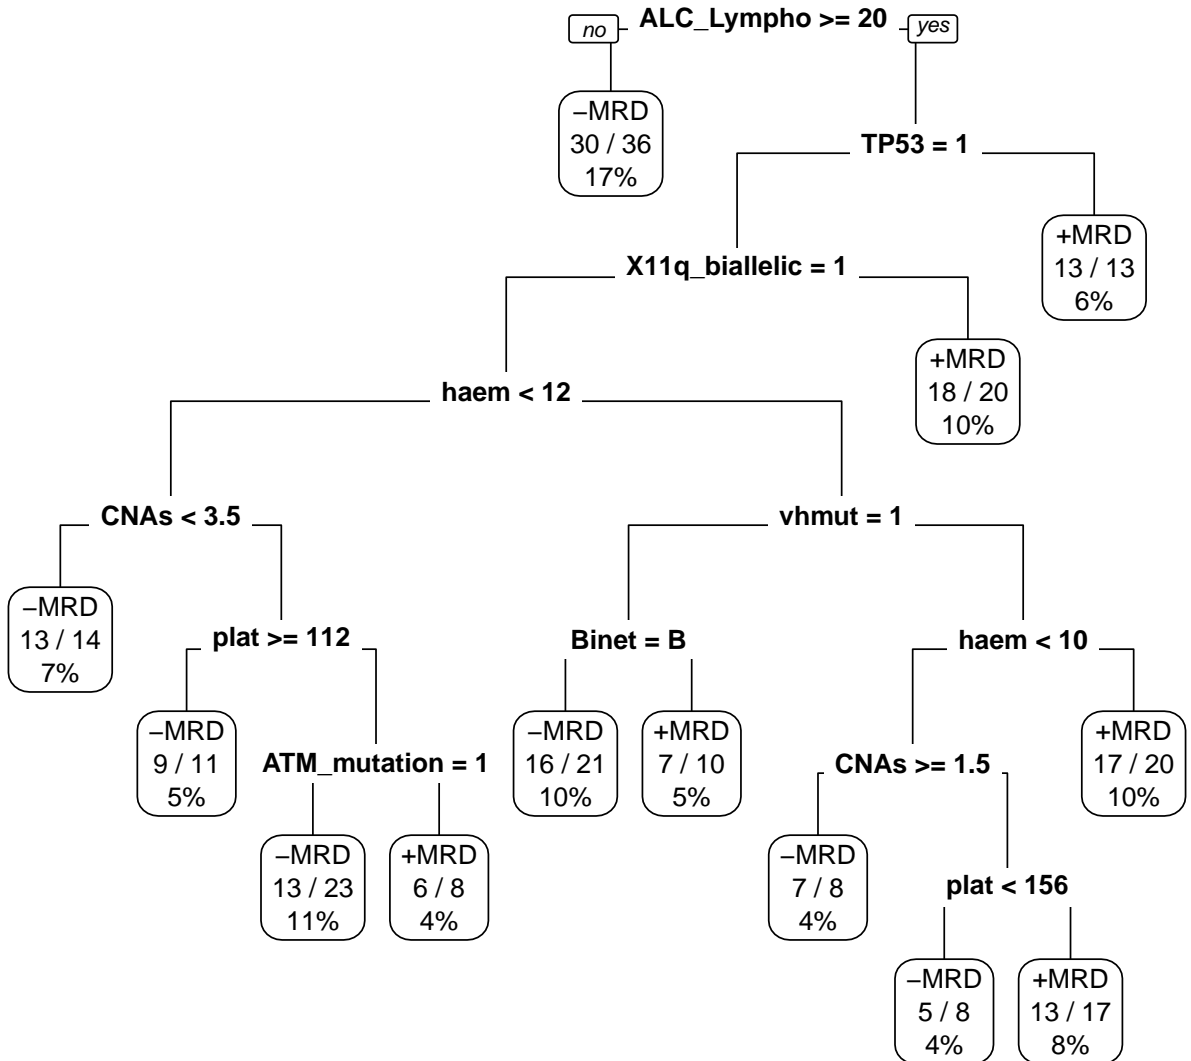 ALC_Lympho >= 20
no
yes
–MRD
30 / 36
17%
TP53 = 1
+MRD
13 / 13
6%
X11q_biallelic = 1
+MRD
18 / 20
10%
haem < 12
CNAs < 3.5
vhmut = 1
–MRD
13 / 14
7%
plat >= 112
Binet = B
haem < 10
–MRD
9 / 11
5%
ATM_mutation = 1
–MRD
16 / 21
10%
+MRD
7 / 10
5%
CNAs >= 1.5
+MRD
17 / 20
10%
–MRD
13 / 23
11%
+MRD
6 / 8
4%
–MRD
7 / 8
4%
plat < 156
–MRD
5 / 8
4%
+MRD
13 / 17
8%